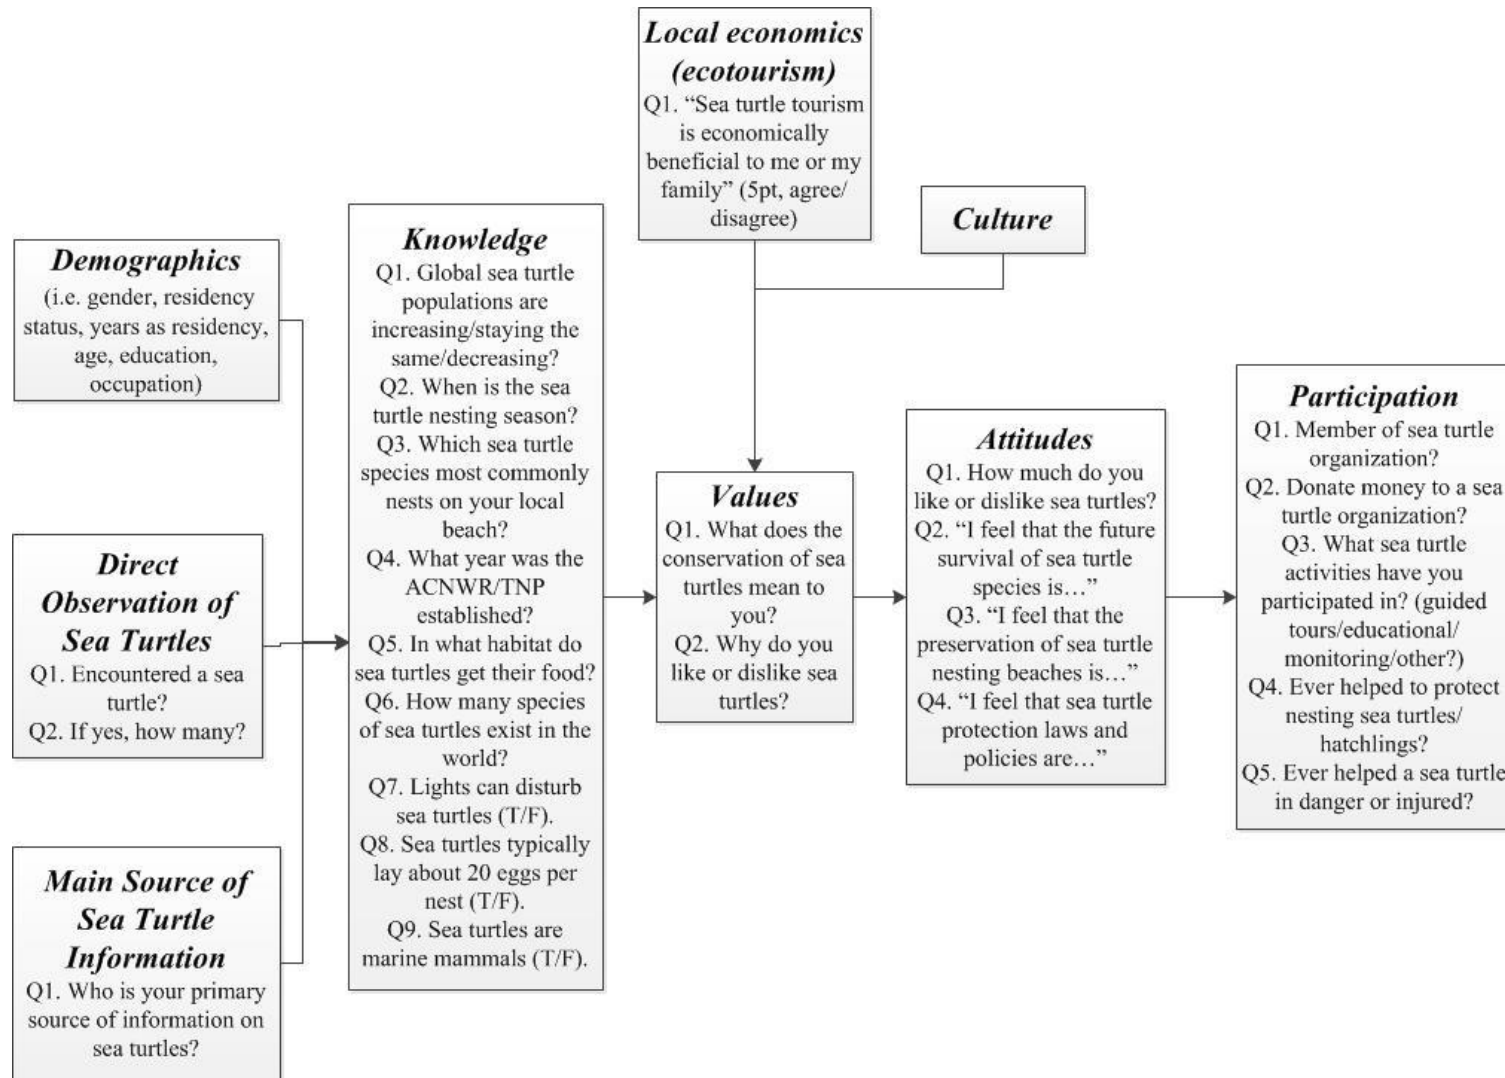 Local economics
(ecotourism)
Q1. “Sea turtle tourism
is economically
beneficial to me or my
family” (5pt, agree/
disagree)
Culture
Demographics
(i.e. gender, residency
status, years as residency,
age, education,
occupation)
Direct
Observation of
Sea Turtles
Q1. Encountered a sea
turtle?
Q2. If yes, how many?
Main Source of
Sea Turtle
Information
Q1. Who is your primary
source of information on
sea turtles?
Knowledge
Q1. Global sea turtle
populations are
increasing/staying the
same/decreasing?
Q2. When is the sea
turtle nesting season?
Q3. Which sea turtle
species most commonly
nests on your local
beach?
Q4. What year was the
ACNWR/TNP
established?
Q5. In what habitat do
sea turtles get their food?
Q6. How many species
of sea turtles exist in the
world?
Q7. Lights can disturb
sea turtles (T/F).
Q8. Sea turtles typically
lay about 20 eggs per
nest (T/F).
Q9. Sea turtles are
marine mammals (T/F).
Values
Q1. What does the
conservation of sea
turtles mean to
you?
Q2. Why do you
like or dislike sea
turtles?
Attitudes
Q1. How much do you
like or dislike sea turtles?
Q2. “I feel that the future
survival of sea turtle
species is…”
Q3. “I feel that the
preservation of sea turtle
nesting beaches is…”
Q4. “I feel that sea turtle
protection laws and
policies are…”
Participation
Q1. Member of sea turtle
organization?
Q2. Donate money to a sea
turtle organization?
Q3. What sea turtle
activities have you
participated in? (guided
tours/educational/
monitoring/other?)
Q4. Ever helped to protect
nesting sea turtles/
hatchlings?
Q5. Ever helped a sea turtle
in danger or injured?